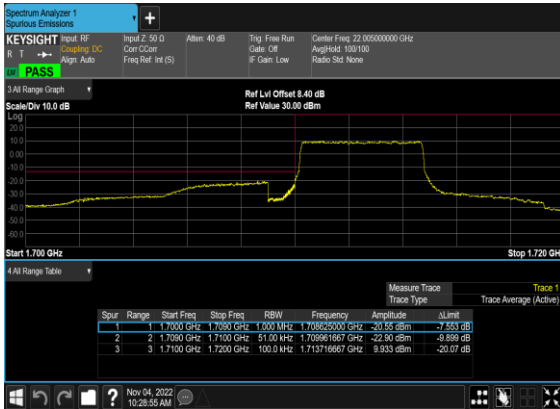 Spectrum Analyzer 1
Spurious Emissions
+
KEYSIGHT Input: RF Input Z: 50 Ω Atten: 40 dB Trig: Free Run Center Freq: 22.005000000 GHz
R T Coupling: DC Corr CCorr Gate: Off Avg|Hold: 100/100
Align: Auto Freq Ref: Int (S) IF Gain: Low Radio Std: None
PASS
3 All Range Graph
Ref Lvl Offset 8.40 dB
Scale/Div 10.0 dB Ref Value 30.00 dBm
Log
20.0
10.0
0.00
-10.0
-20.0
-30.0
-40.0
-50.0
-60.0
Start 1.700 GHz Stop 1.720 GH
4 All Range Table
Measure Trace Trace 1
Trace Type Trace Average (Active)
Spur Range Start Freq Stop Freq RBW Frequency Amplitude ΔLimit
1 1 1.7000 GHz 1.7090 GHz 1.000 MHz 1.708625000 GHz -20.55 dBm -7.553 dB
2 2 1.7090 GHz 1.7100 GHz 51.00 kHz 1.709961667 GHz -22.90 dBm -9.899 dB
3 3 1.7100 GHz 1.7200 GHz 100.0 kHz 1.713716667 GHz 9.933 dBm -20.07 dB
? Nov 04, 2022
10:28:55 AM